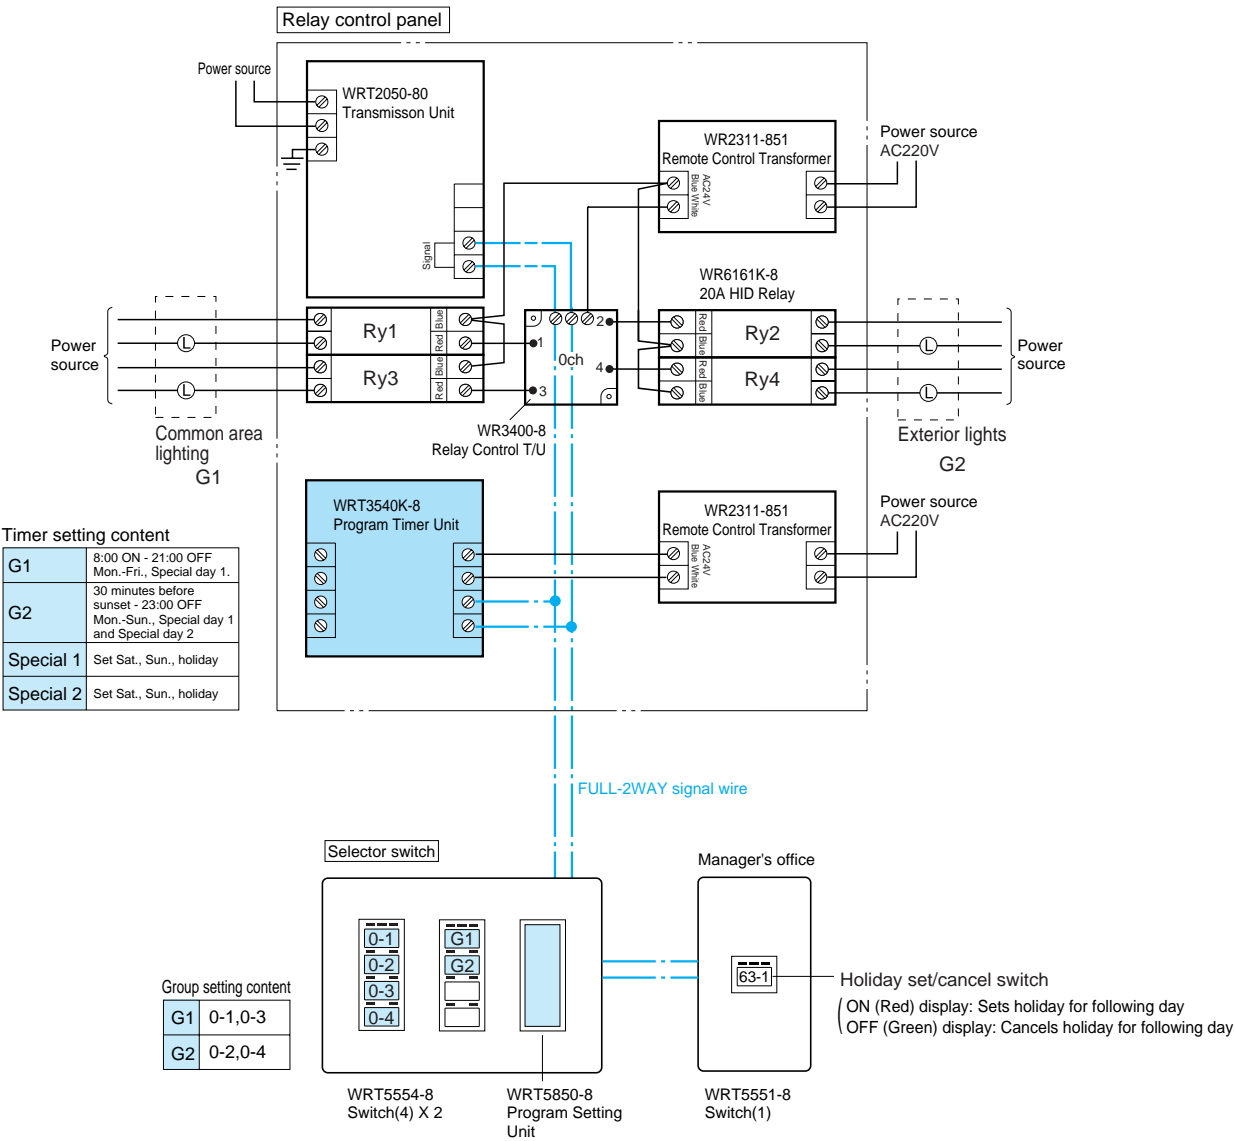 Relay control panel
Power source
WRT2050-80
Transmisson Unit
Signal
WR2311-851
Remote Control Transformer
AC24V
Blue White
Power source
AC220V
WR6161K-8
20A HID Relay
Power
source
L
L
Common area
lighting
G1
Ry1
Blue
Red
Ry3
Blue
Red
0ch
1
2
3
4
WR3400-8
Relay Control T/U
Red
Blue
Ry2
Red
Blue
Ry4
L
L
Power
source
Exterior lights
G2
WRT3540K-8
Program Timer Unit
WR2311-851
Remote Control Transformer
AC24V
Blue White
Power source
AC220V
Timer setting content
G1
8:00 ON - 21:00 OFF
Mon.-Fri., Special day 1.
G2
30 minutes before
sunset - 23:00 OFF
Mon.-Sun., Special day 1
and Special day 2
Special 1
Set Sat., Sun., holiday
Special 2
Set Sat., Sun., holiday
FULL-2WAY signal wire
Selector switch
0-1
0-2
0-3
0-4
G1
G2
WRT5554-8
Switch(4) X 2
WRT5850-8
Program Setting
Unit
Manager's office
63-1
WRT5551-8
Switch(1)
Holiday set/cancel switch
ON (Red) display: Sets holiday for following day
OFF (Green) display: Cancels holiday for following day
Group setting content
G1 0-1,0-3
G2 0-2,0-4